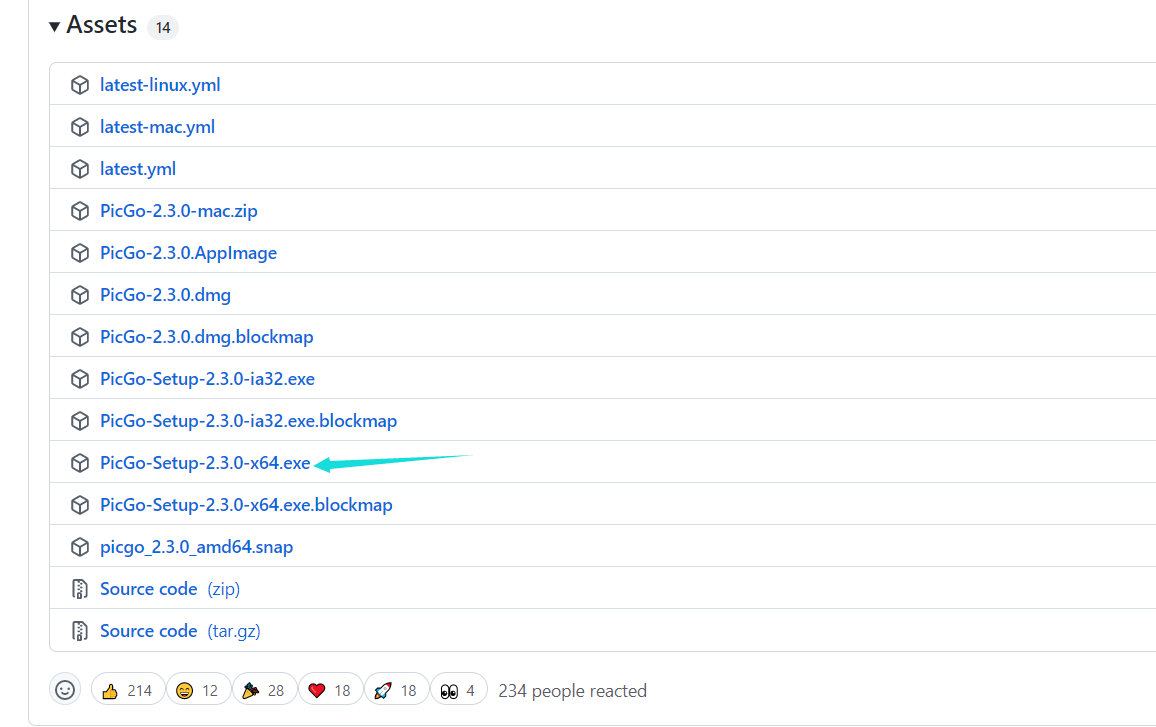 Assets 14
latest-linux.yml
latest-mac.yml
latest.yml
PicGo-2.3.0-mac.zip
PicGo-2.3.0.AppImage
PicGo-2.3.0.dmg
PicGo-2.3.0.dmg.blockmap
PicGo-Setup-2.3.0-ia32.exe
PicGo-Setup-2.3.0-ia32.exe.blockmap
PicGo-Setup-2.3.0-x64.exe
PicGo-Setup-2.3.0-x64.exe.blockmap
picgo_2.3.0_amd64.snap
Source code (zip)
Source code (tar.gz)
214 12 28 18 18 4 234 people reacted